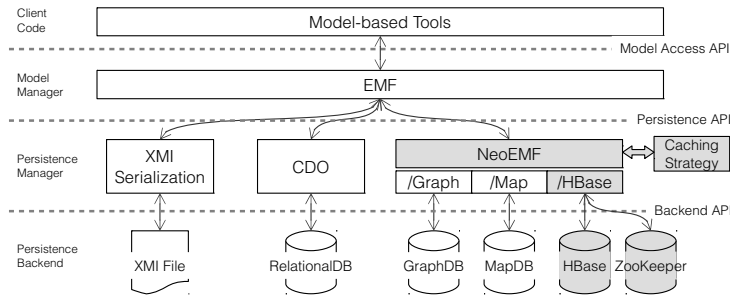 Client
Code
Model-based Tools
Model Access API
Model
Manager
EMF
Persistence API
Persistence
Manager
XMI
Serialization
CDO
NeoEMF
Caching
Strategy
/Graph
/Map
/HBase
Backend API
Persistence
Backend
XMI File
RelationalDB
GraphDB
MapDB
HBase
ZooKeeper